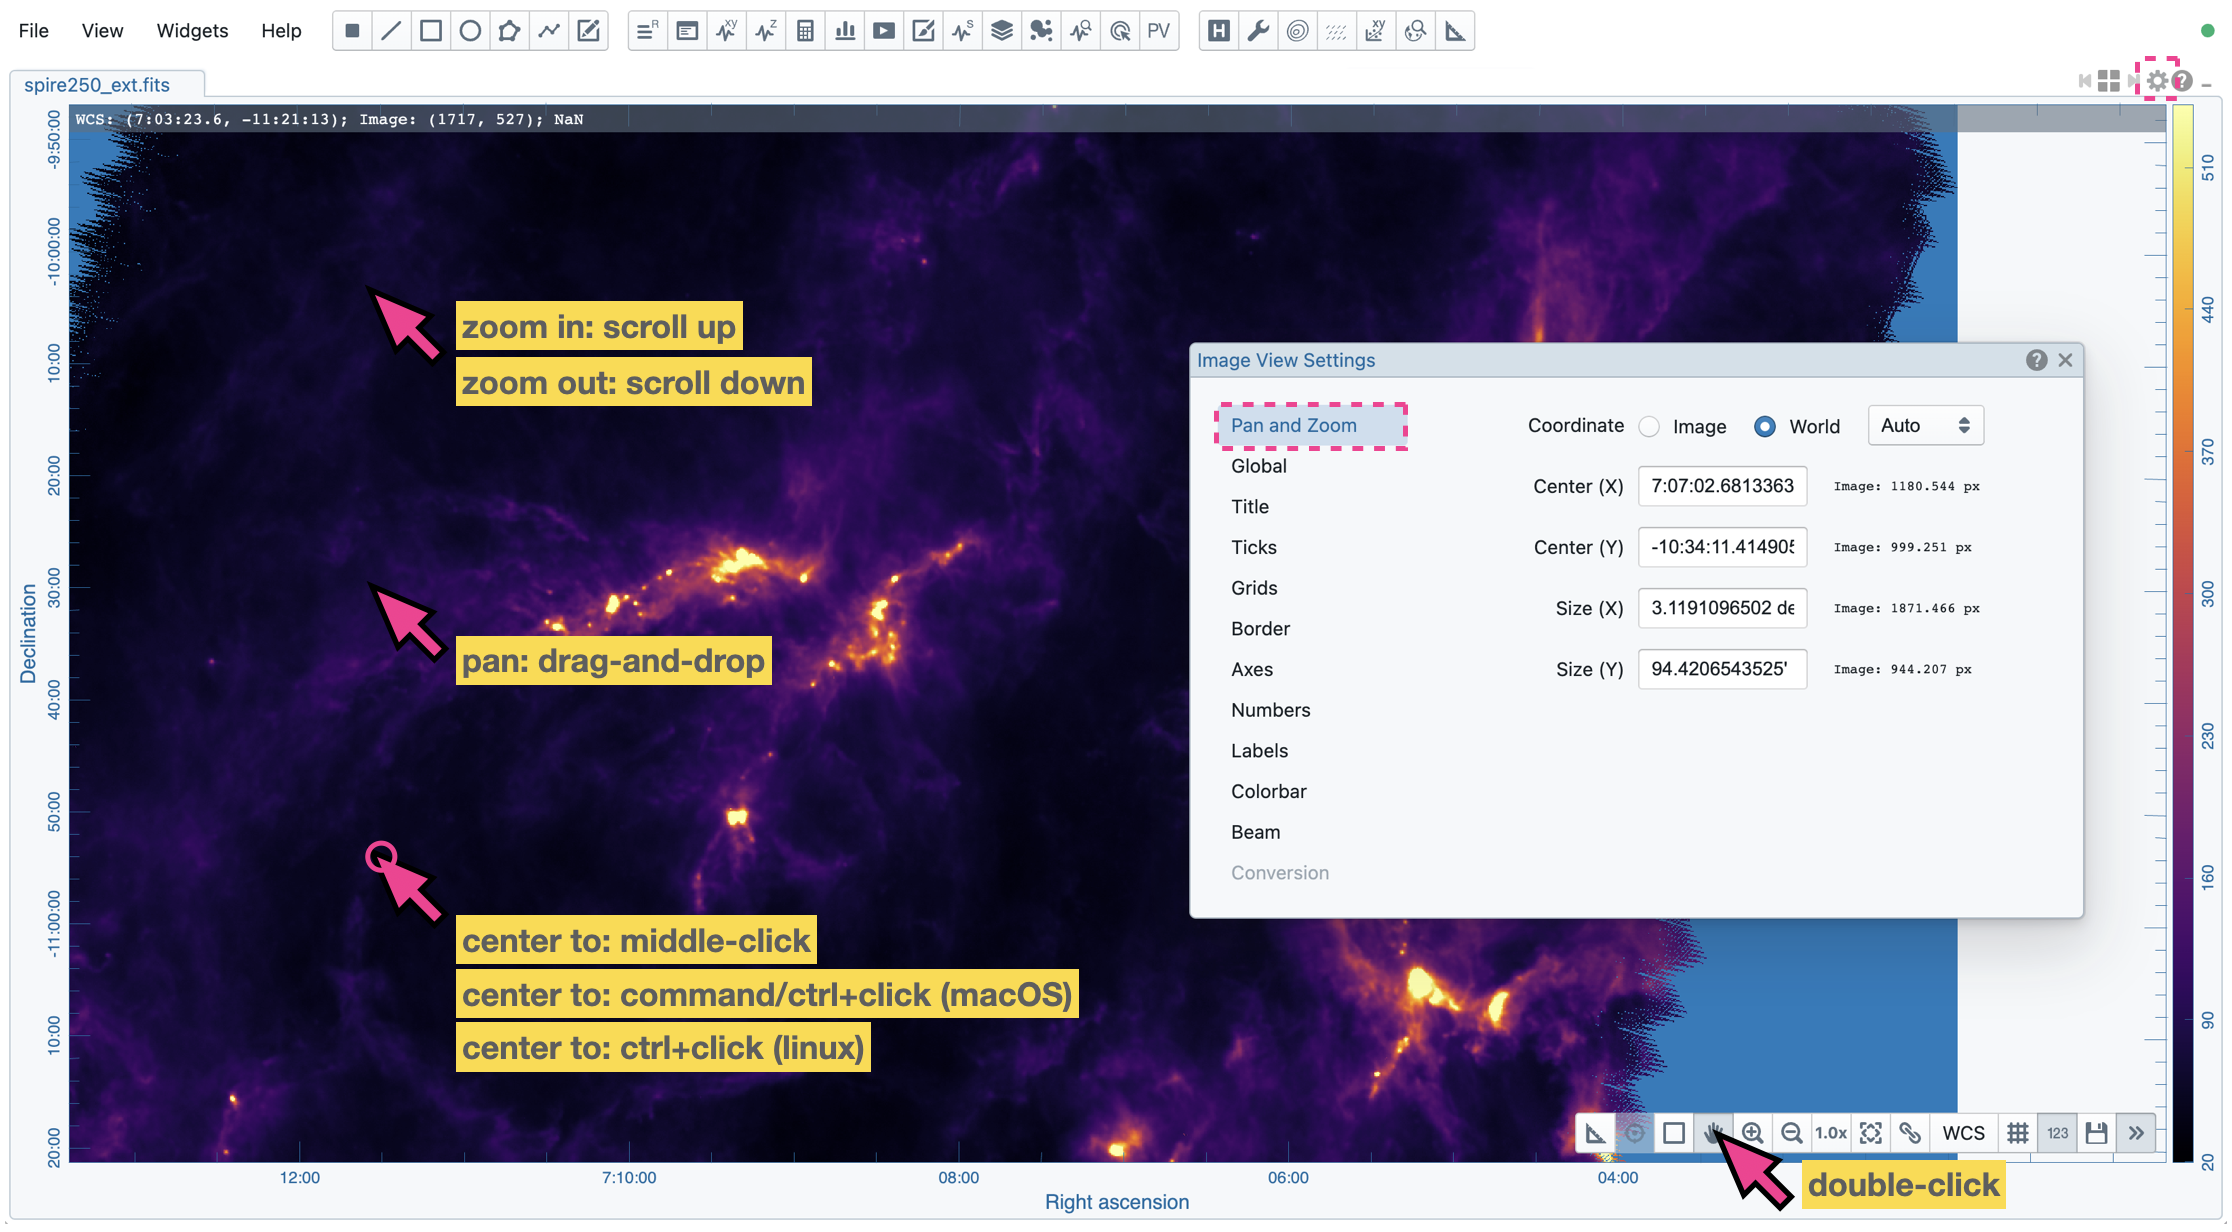 File View Widgets Help
R
xy
Z
S
PV
H
xy
spire250_ext.fits
WCS: (7:03:23.6, -11:21:13); Image: (1717, 527); NaN
zoom in: scroll up
zoom out: scroll down
pan: drag-and-drop
center to: middle-click
center to: command/ctrl+click (macOS)
center to: ctrl+click (linux)
double-click
Image View Settings
Pan and Zoom
Global
Title
Ticks
Grids
Border
Axes
Numbers
Labels
Colorbar
Beam
Conversion
Coordinate Image World Auto
Center (X) 7:07:02.6813363 Image: 1180.544 px
Center (Y) -10:34:11.414905 Image: 999.251 px
Size (X) 3.1191096502 de Image: 1871.466 px
Size (Y) 94.4206543525' Image: 944.207 px
1.0x WCS 123
Declination
-9:50:00
-10:00:00
10:00
20:00
30:00
40:00
50:00
-11:00:00
10:00
20:00
12:00 7:10:00 08:00 06:00 04:00
Right ascension
510
440
370
300
230
160
90
20